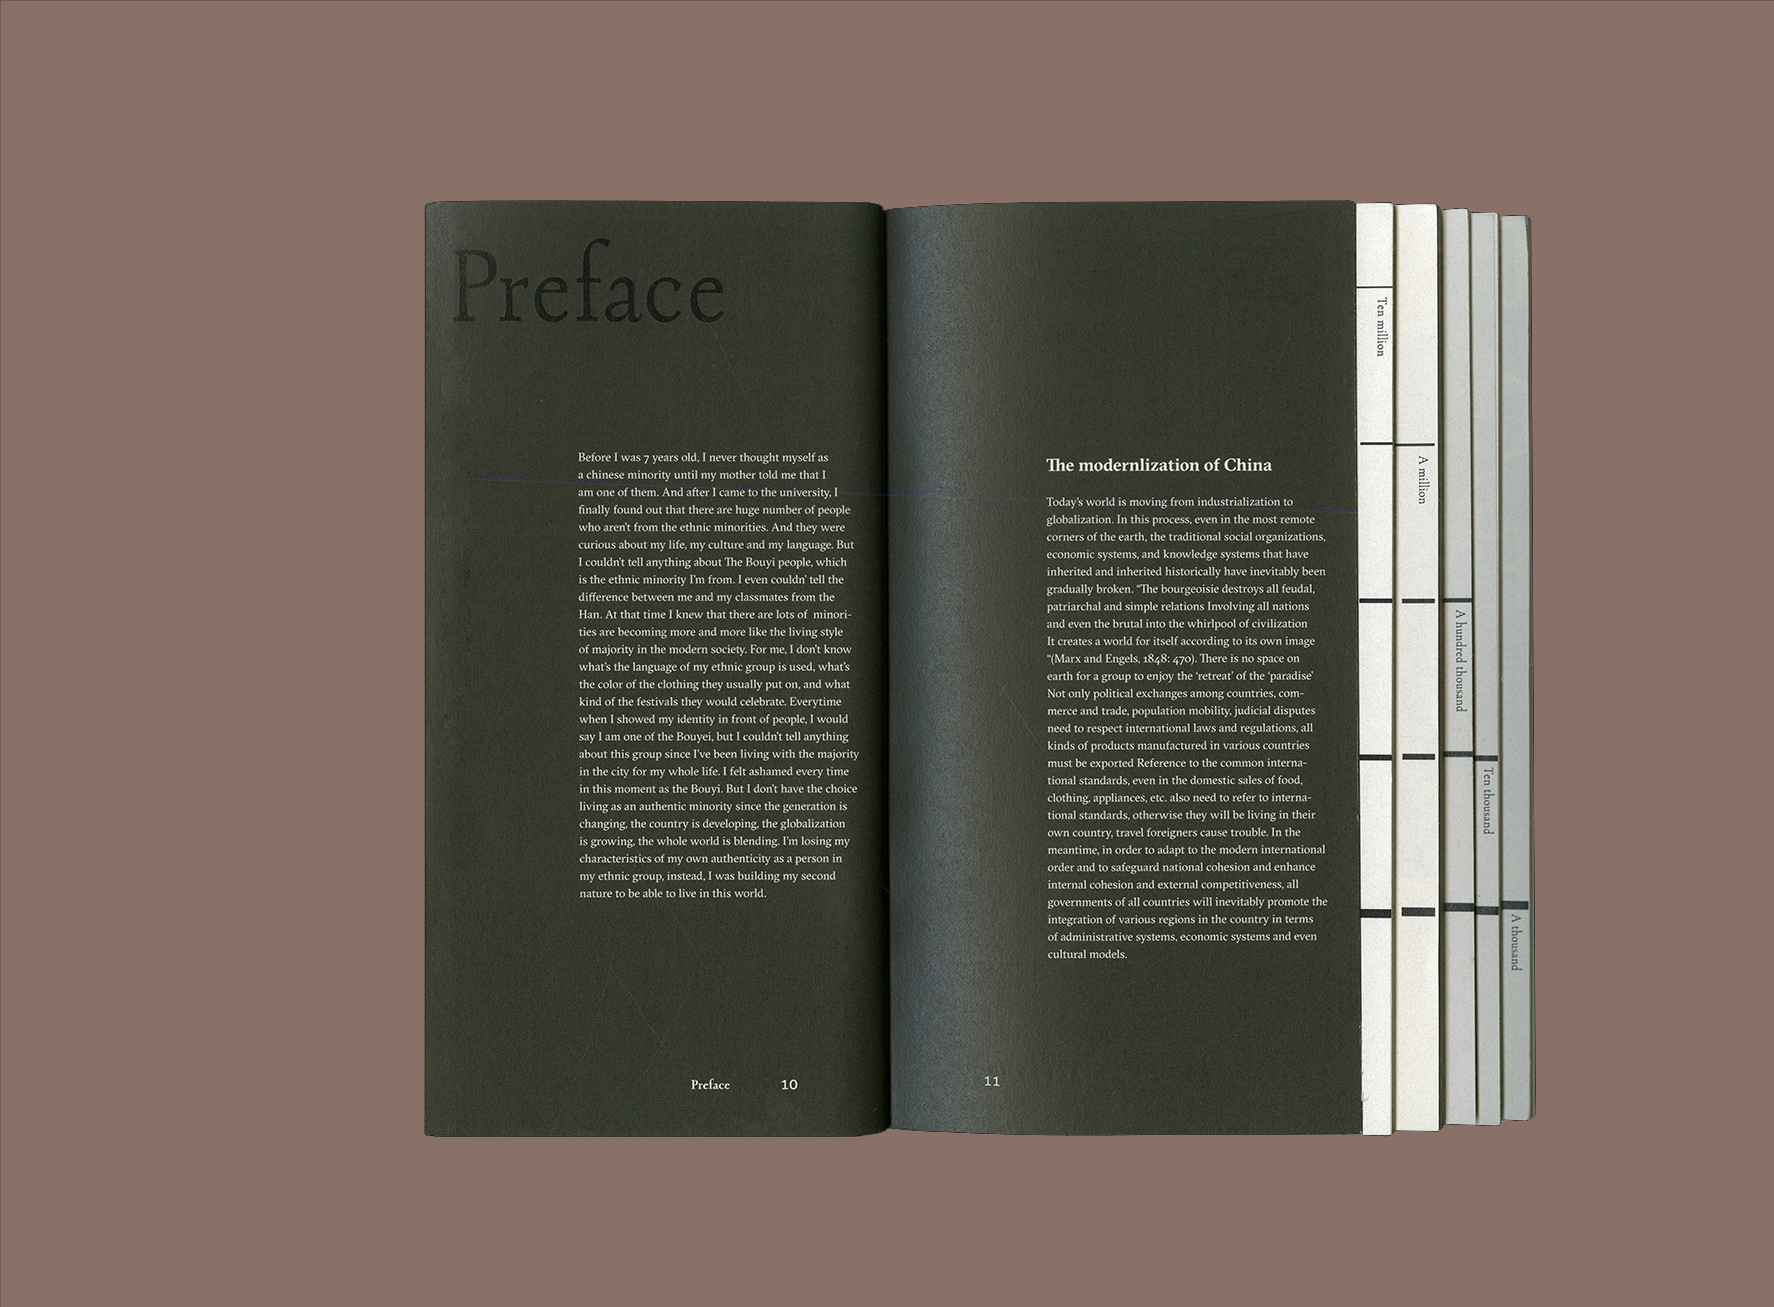 Preface
Before I was 7 years old, I never thought myself as
a chinese minority until my mother told me that I
am one of them. And after I came to the university, I
finally found out that there are huge number of people
who aren't from the ethnic minorities. And they were
curious about my life, my culture and my language. But
I couldn't tell anything about The Bouyi people, which
is the ethnic minority I'm from. I even couldn' tell the
difference between me and my classmates from the
Han. At that time I knew that there are lots of  minori-
ties are becoming more and more like the living style
of majority in the modern society. For me, I don't know
what's the language of my ethnic group is used, what's
the color of the clothing they usually put on, and what
kind of the festivals they would celebrate. Everytime
when I showed my identity in front of people, I would
say I am one of the Bouyei, but I couldn't tell anything
about this group since I've been living with the majority
in the city for my whole life. I felt ashamed every time
in this moment as the Bouyi. But I don't have the choice
living as an authentic minority since the generation is
changing, the country is developing, the globalization
is growing, the whole world is blending. I'm losing my
characteristics of my own authenticity as a person in
my ethnic group, instead, I was building my second
nature to be able to live in this world.
Preface 10
The modernlization of China
Today's world is moving from industrialization to
globalization. In this process, even in the most remote
corners of the earth, the traditional social organizations,
economic systems, and knowledge systems that have
inherited and inherited historically have inevitably been
gradually broken. "The bourgeoisie destroys all feudal,
patriarchal and simple relations Involving all nations
and even the brutal into the whirlpool of civilization
It creates a world for itself according to its own image
"(Marx and Engels, 1848: 470). There is no space on
earth for a group to enjoy the 'retreat' of the 'paradise'
Not only political exchanges among countries, com-
merce and trade, population mobility, judicial disputes
need to respect international laws and regulations, all
kinds of products manufactured in various countries
must be exported Reference to the common interna-
tional standards, even in the domestic sales of food,
clothing, appliances, etc. also need to refer to interna-
tional standards, otherwise they will be living in their
own country, travel foreigners cause trouble. In the
meantime, in order to adapt to the modern international
order and to safeguard national cohesion and enhance
internal cohesion and external competitiveness, all
governments of all countries will inevitably promote the
integration of various regions in the country in terms
of administrative systems, economic systems and even
cultural models.
11
Ten million
A million
A hundred thousand
Ten thousand
A thousand